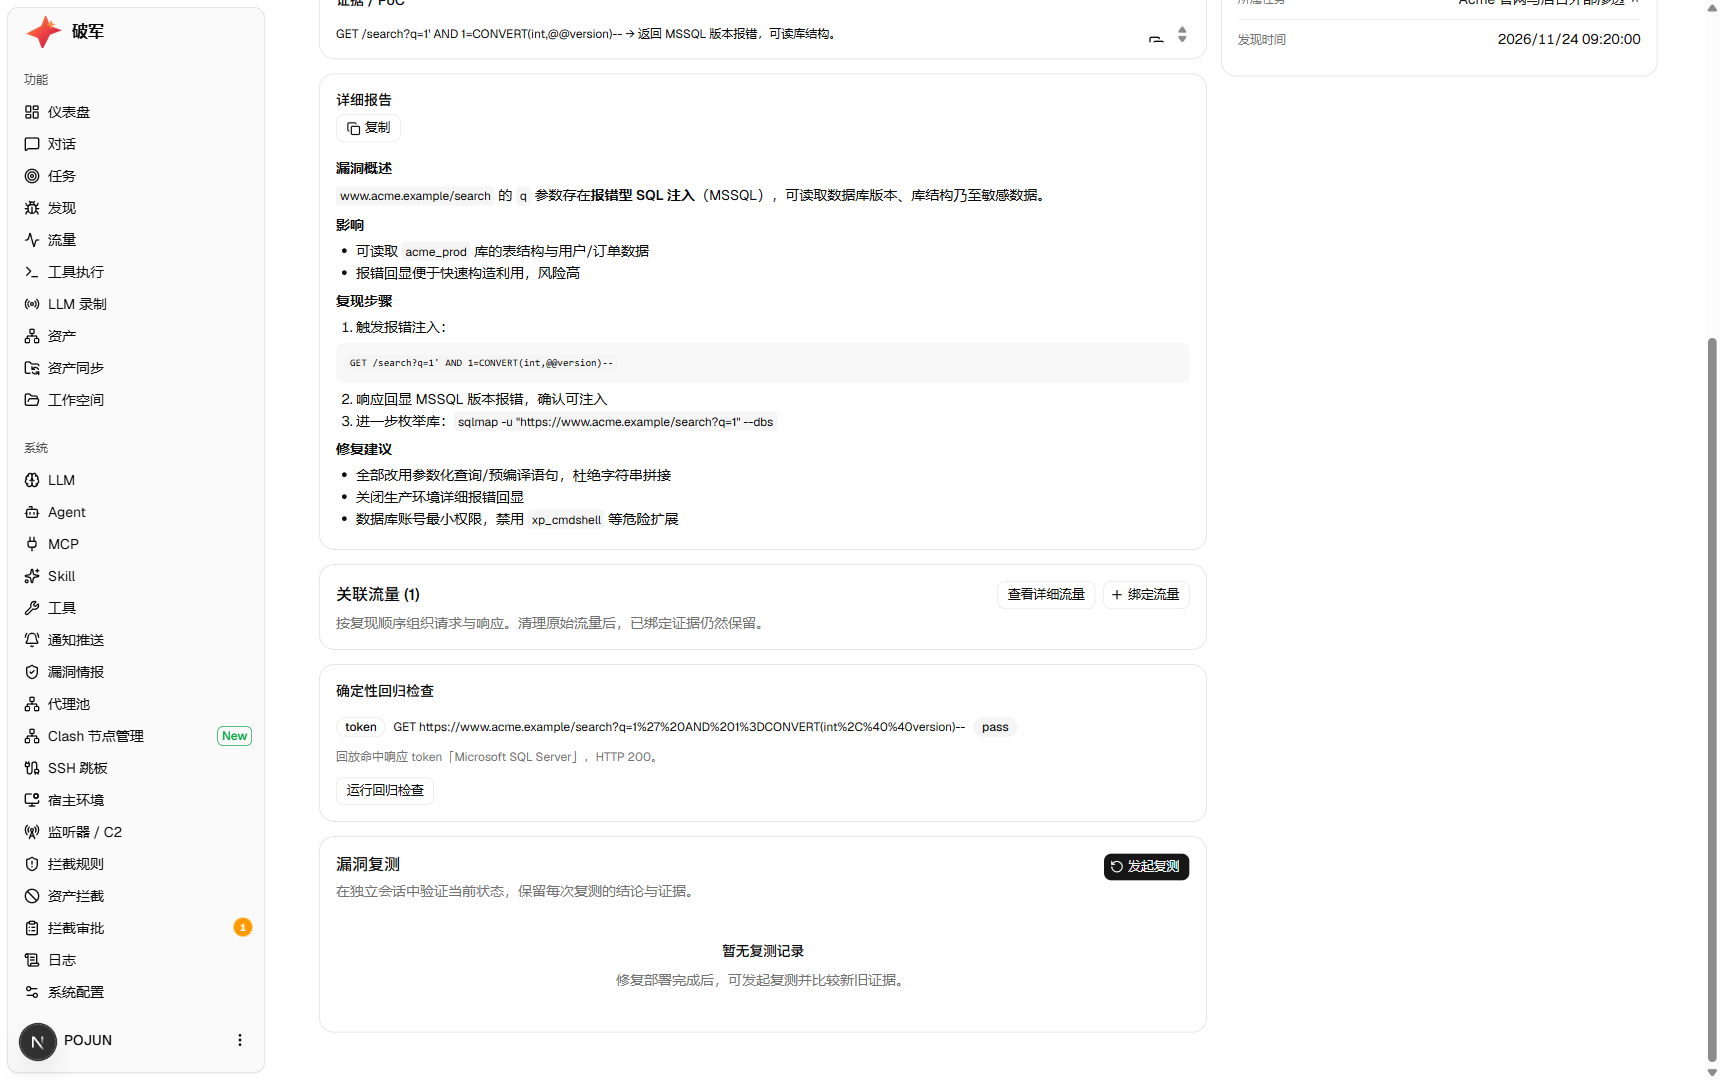 破军
功能
仪表盘
对话
任务
发现
流量
工具执行
LLM 录制
资产
资产同步
工作空间
系统
LLM
Agent
MCP
Skill
工具
通知推送
漏洞情报
代理池
Clash 节点管理 New
SSH 跳板
宿主环境
监听器 / C2
拦截规则
资产拦截
拦截审批 1
日志
系统配置
N POJUN
证据 / PoC
GET /search?q=1' AND 1=CONVERT(int,@@version)-- → 返回 MSSQL 版本报错，可读库结构。
详细报告
复制
漏洞概述
www.acme.example/search 的 q 参数存在报错型 SQL 注入（MSSQL），可读取数据库版本、库结构乃至敏感数据。
影响
• 可读取 acme_prod 库的表结构与用户/订单数据
• 报错回显便于快速构造利用，风险高
复现步骤
1. 触发报错注入：
GET /search?q=1' AND 1=CONVERT(int,@@version)--
2. 响应回显 MSSQL 版本报错，确认可注入
3. 进一步枚举库： sqlmap -u "https://www.acme.example/search?q=1" --dbs
修复建议
• 全部改用参数化查询/预编译语句，杜绝字符串拼接
• 关闭生产环境详细报错回显
• 数据库账号最小权限，禁用 xp_cmdshell 等危险扩展
关联流量 (1)
查看详细流量
绑定流量
按复现顺序组织请求与响应。清理原始流量后，已绑定证据仍然保留。
确定性回归检查
token GET https://www.acme.example/search?q=1%27%20AND%201%3DCONVERT(int%2C%40%40version)-- pass
回放命中响应 token「Microsoft SQL Server」，HTTP 200。
运行回归检查
漏洞复测
发起复测
在独立会话中验证当前状态，保留每次复测的结论与证据。
暂无复测记录
修复部署完成后，可发起复测并比较新旧证据。
所属任务 Acme 官网与后台外部渗透
发现时间 2026/11/24 09:20:00